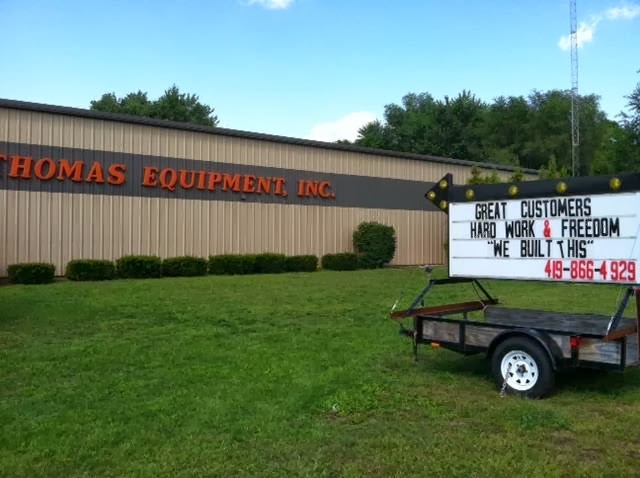 THOMAS EQUIPMENT, INC.
GREAT CUSTOMERS
HARD WORK & FREEDOM
"WE BUILT THIS"
419-866-4929